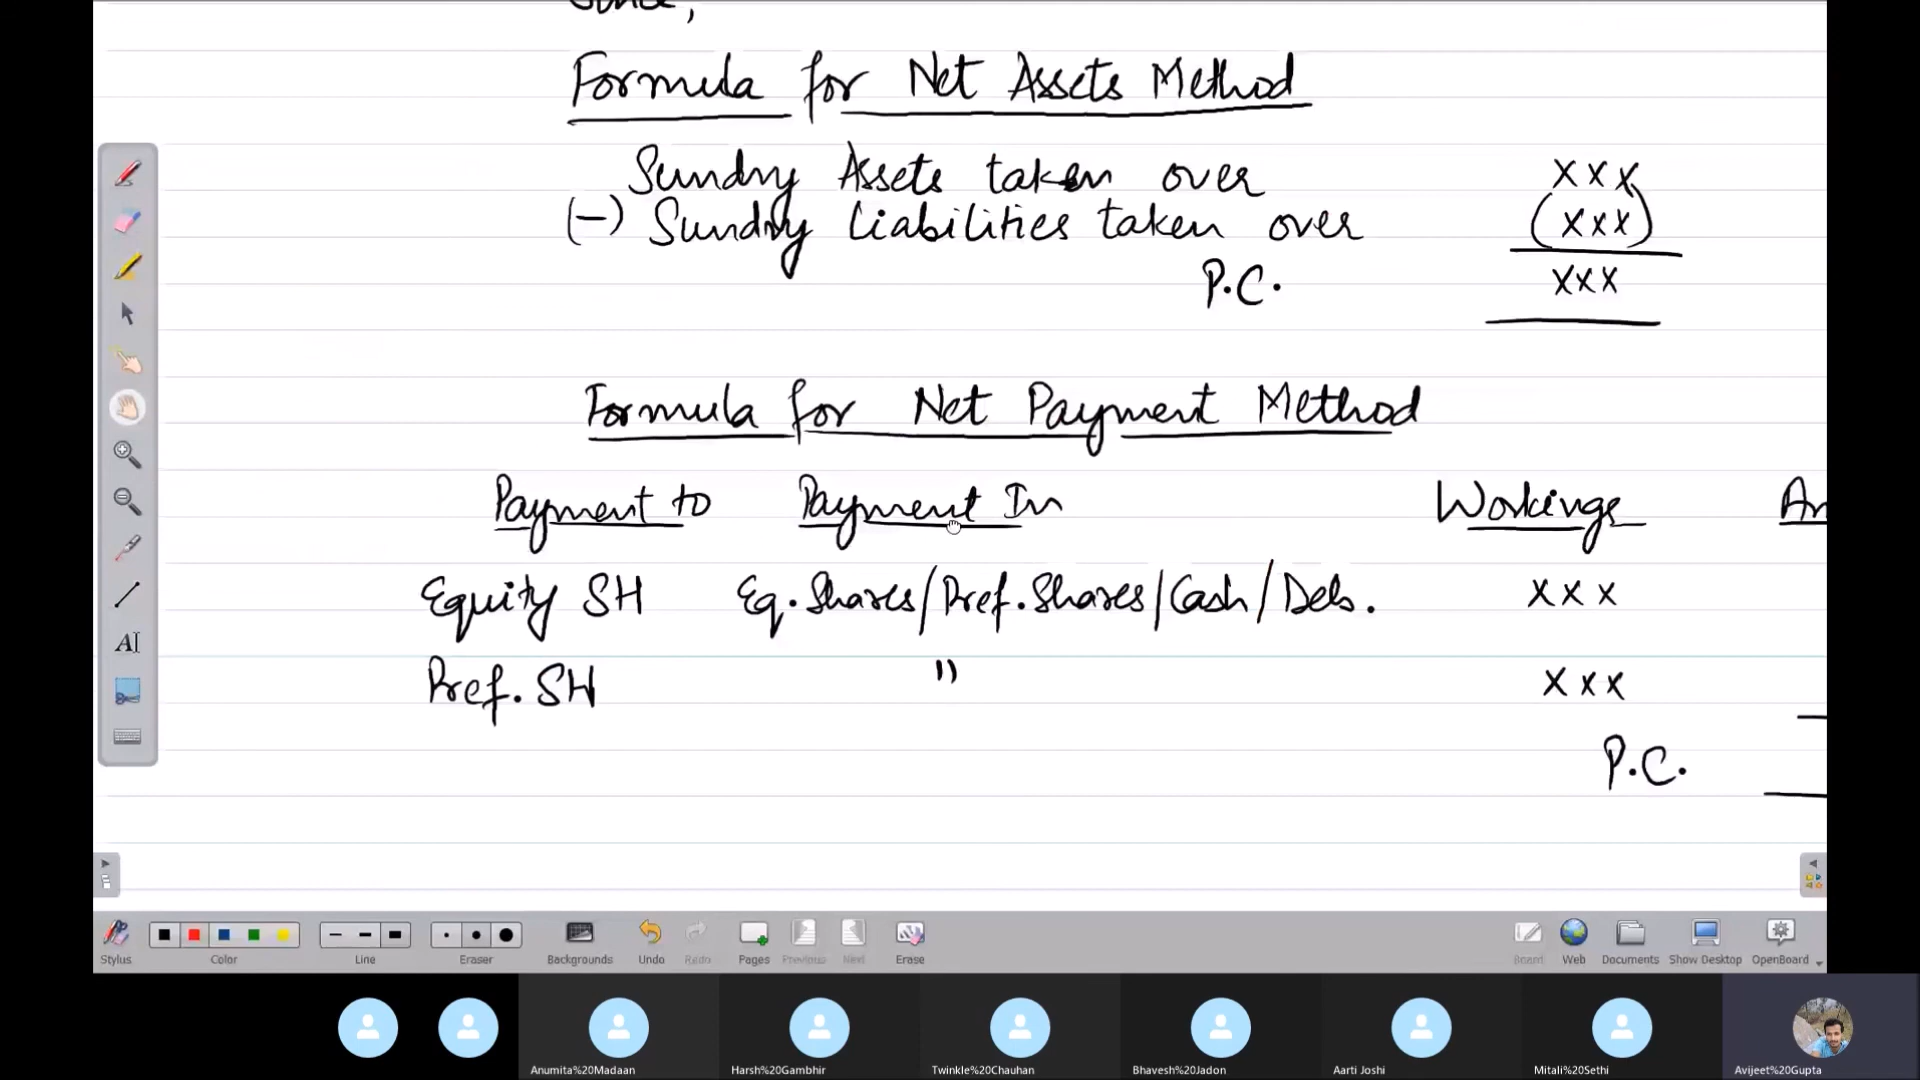 Formula for Net Assets Method
Sundry Assets taken over xxx
(-) Sundry Liabilities taken over (xxx)
P.C. xxx
Formula for Net Payment Method
Payment to Payment In Workings
Equity SH Eq. Shares/Pref. Shares/Cash/Debs. xxx
Pref. SH " xxx
P.C.
Stylus Color Line Eraser Backgrounds Undo Redo Pages Previous Next Erase Board Web Documents Show Desktop OpenBoard
Anumita%20Madaan Harsh%20Gambhir Twinkle%20Chauhan Bhavesh%20Jadon Aarti Joshi Mitali%20Sethi Avijeet%20Gupta